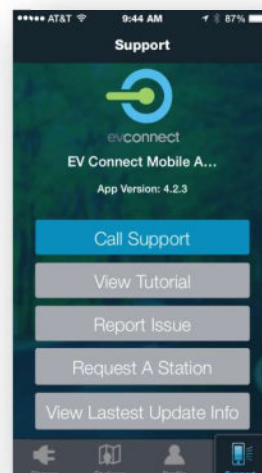 AT&T 9:44 AM 87%
Support
evconnect
EV Connect Mobile A...
App Version: 4.2.3
Call Support
View Tutorial
Report Issue
Request A Station
View Lastest Update Info